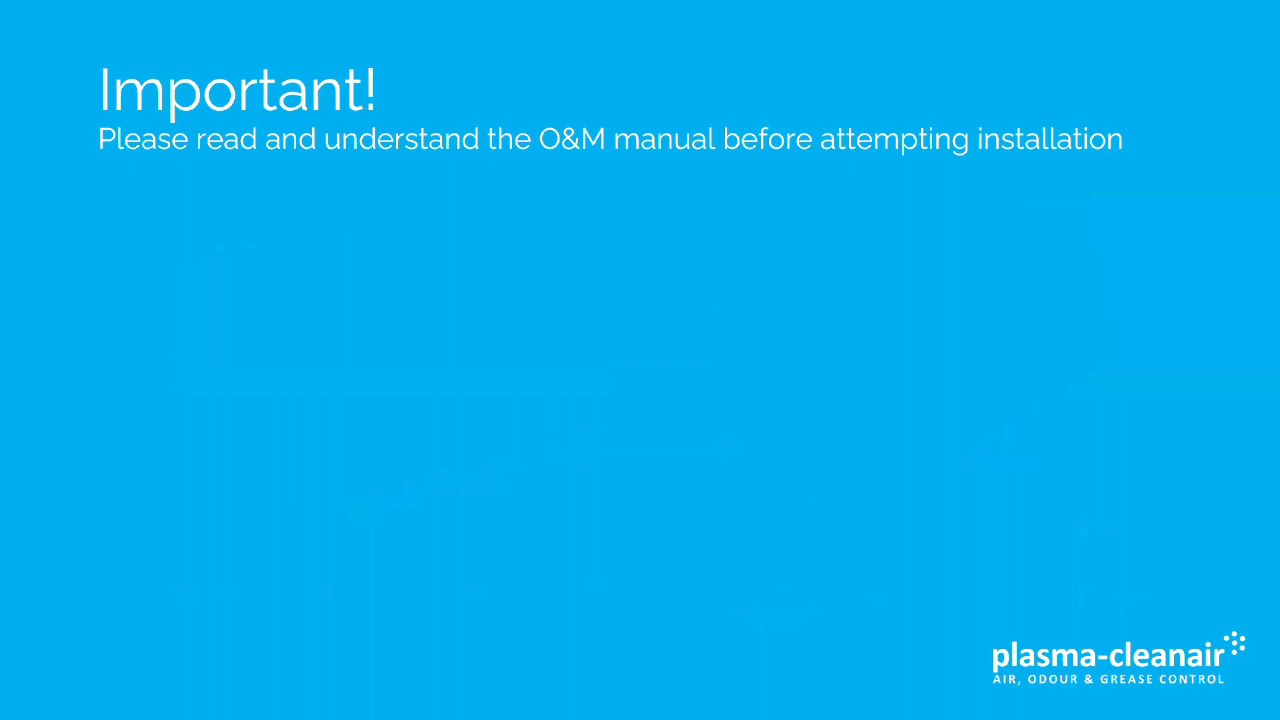 Important!
Please read and understand the O&M manual before attempting installation
plasma-cleanair
AIR, ODOUR & GREASE CONTROL